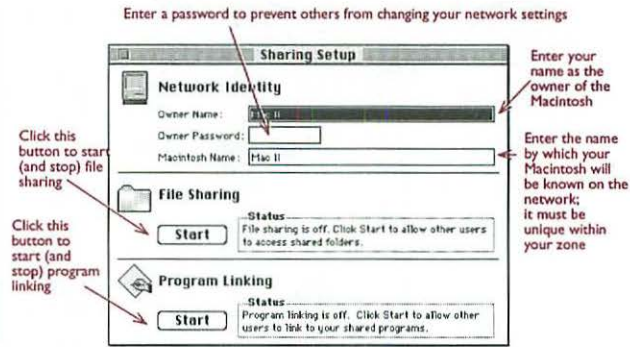 Enter a password to prevent others from changing your network settings
Sharing Setup
Network Identity
Owner Name:
Mac II
Owner Password:
Macintosh Name:
Mac II
Enter your
name as the
owner of the
Macintosh
Enter the name
by which your
Macintosh will
be known on the
network;
it must be
unique within
your zone
Click this
button to start
(and stop) file
sharing
File Sharing
Start
Status
File sharing is off. Click Start to allow other users
to access shared folders.
Click this
button to
start (and
stop) program
linking
Program Linking
Start
Status
Program linking is off. Click Start to allow other
users to link to your shared programs.